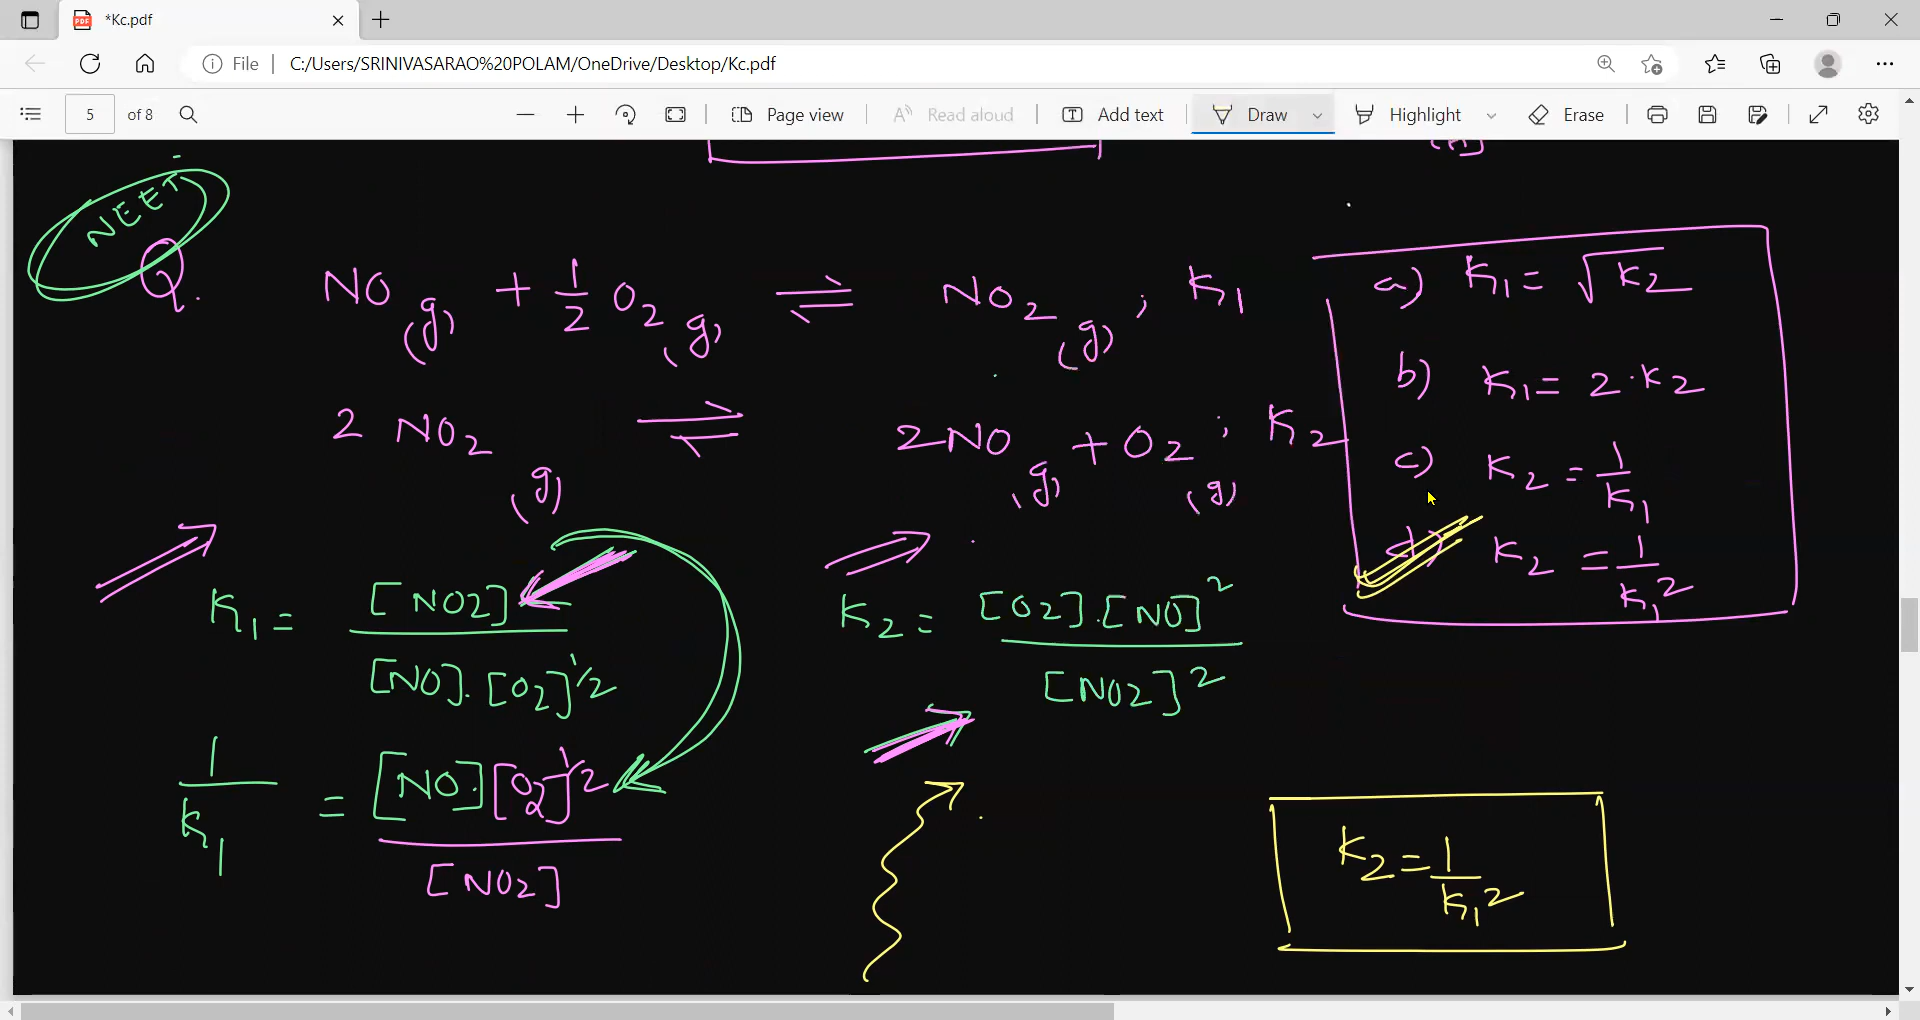 *Kc.pdf
File C:/Users/SRINIVASARAO%20POLAM/OneDrive/Desktop/Kc.pdf
5 of 8 Page view Read aloud Add text Draw Highlight Erase
NEET
Q. NO(g) + 1/2 O2(g) ⇌ NO2(g) ; K1
2 NO2(g) ⇌ 2NO(g) + O2(g) ; K2
a) K1 = √K2
b) K1 = 2·K2
c) K2 = 1/K1
d) K2 = 1/K1²
K1 = [NO2] / [NO].[O2]^1/2
K2 = [O2].[NO]² / [NO2]²
1/K1 = [NO].[O2]^1/2 / [NO2]
K2 = 1/K1²